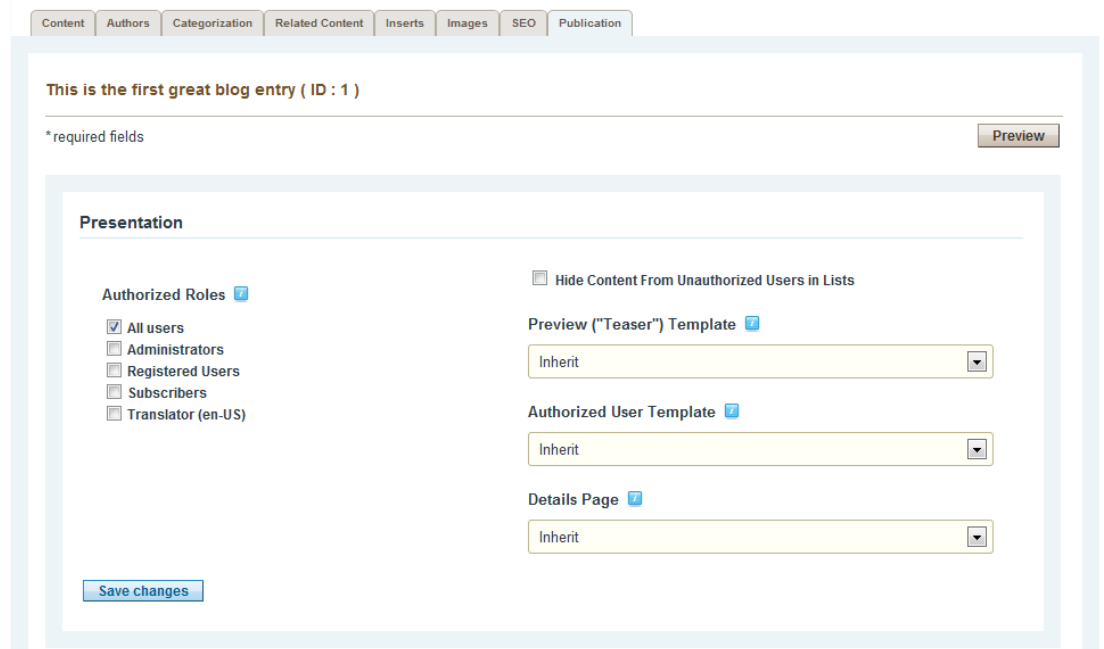 Content Authors Categorization Related Content Inserts Images SEO Publication
This is the first great blog entry ( ID : 1 )
* required fields
Preview
Presentation
Authorized Roles
All users
Administrators
Registered Users
Subscribers
Translator (en-US)
Hide Content From Unauthorized Users in Lists
Preview ("Teaser") Template
Inherit
Authorized User Template
Inherit
Details Page
Inherit
Save changes